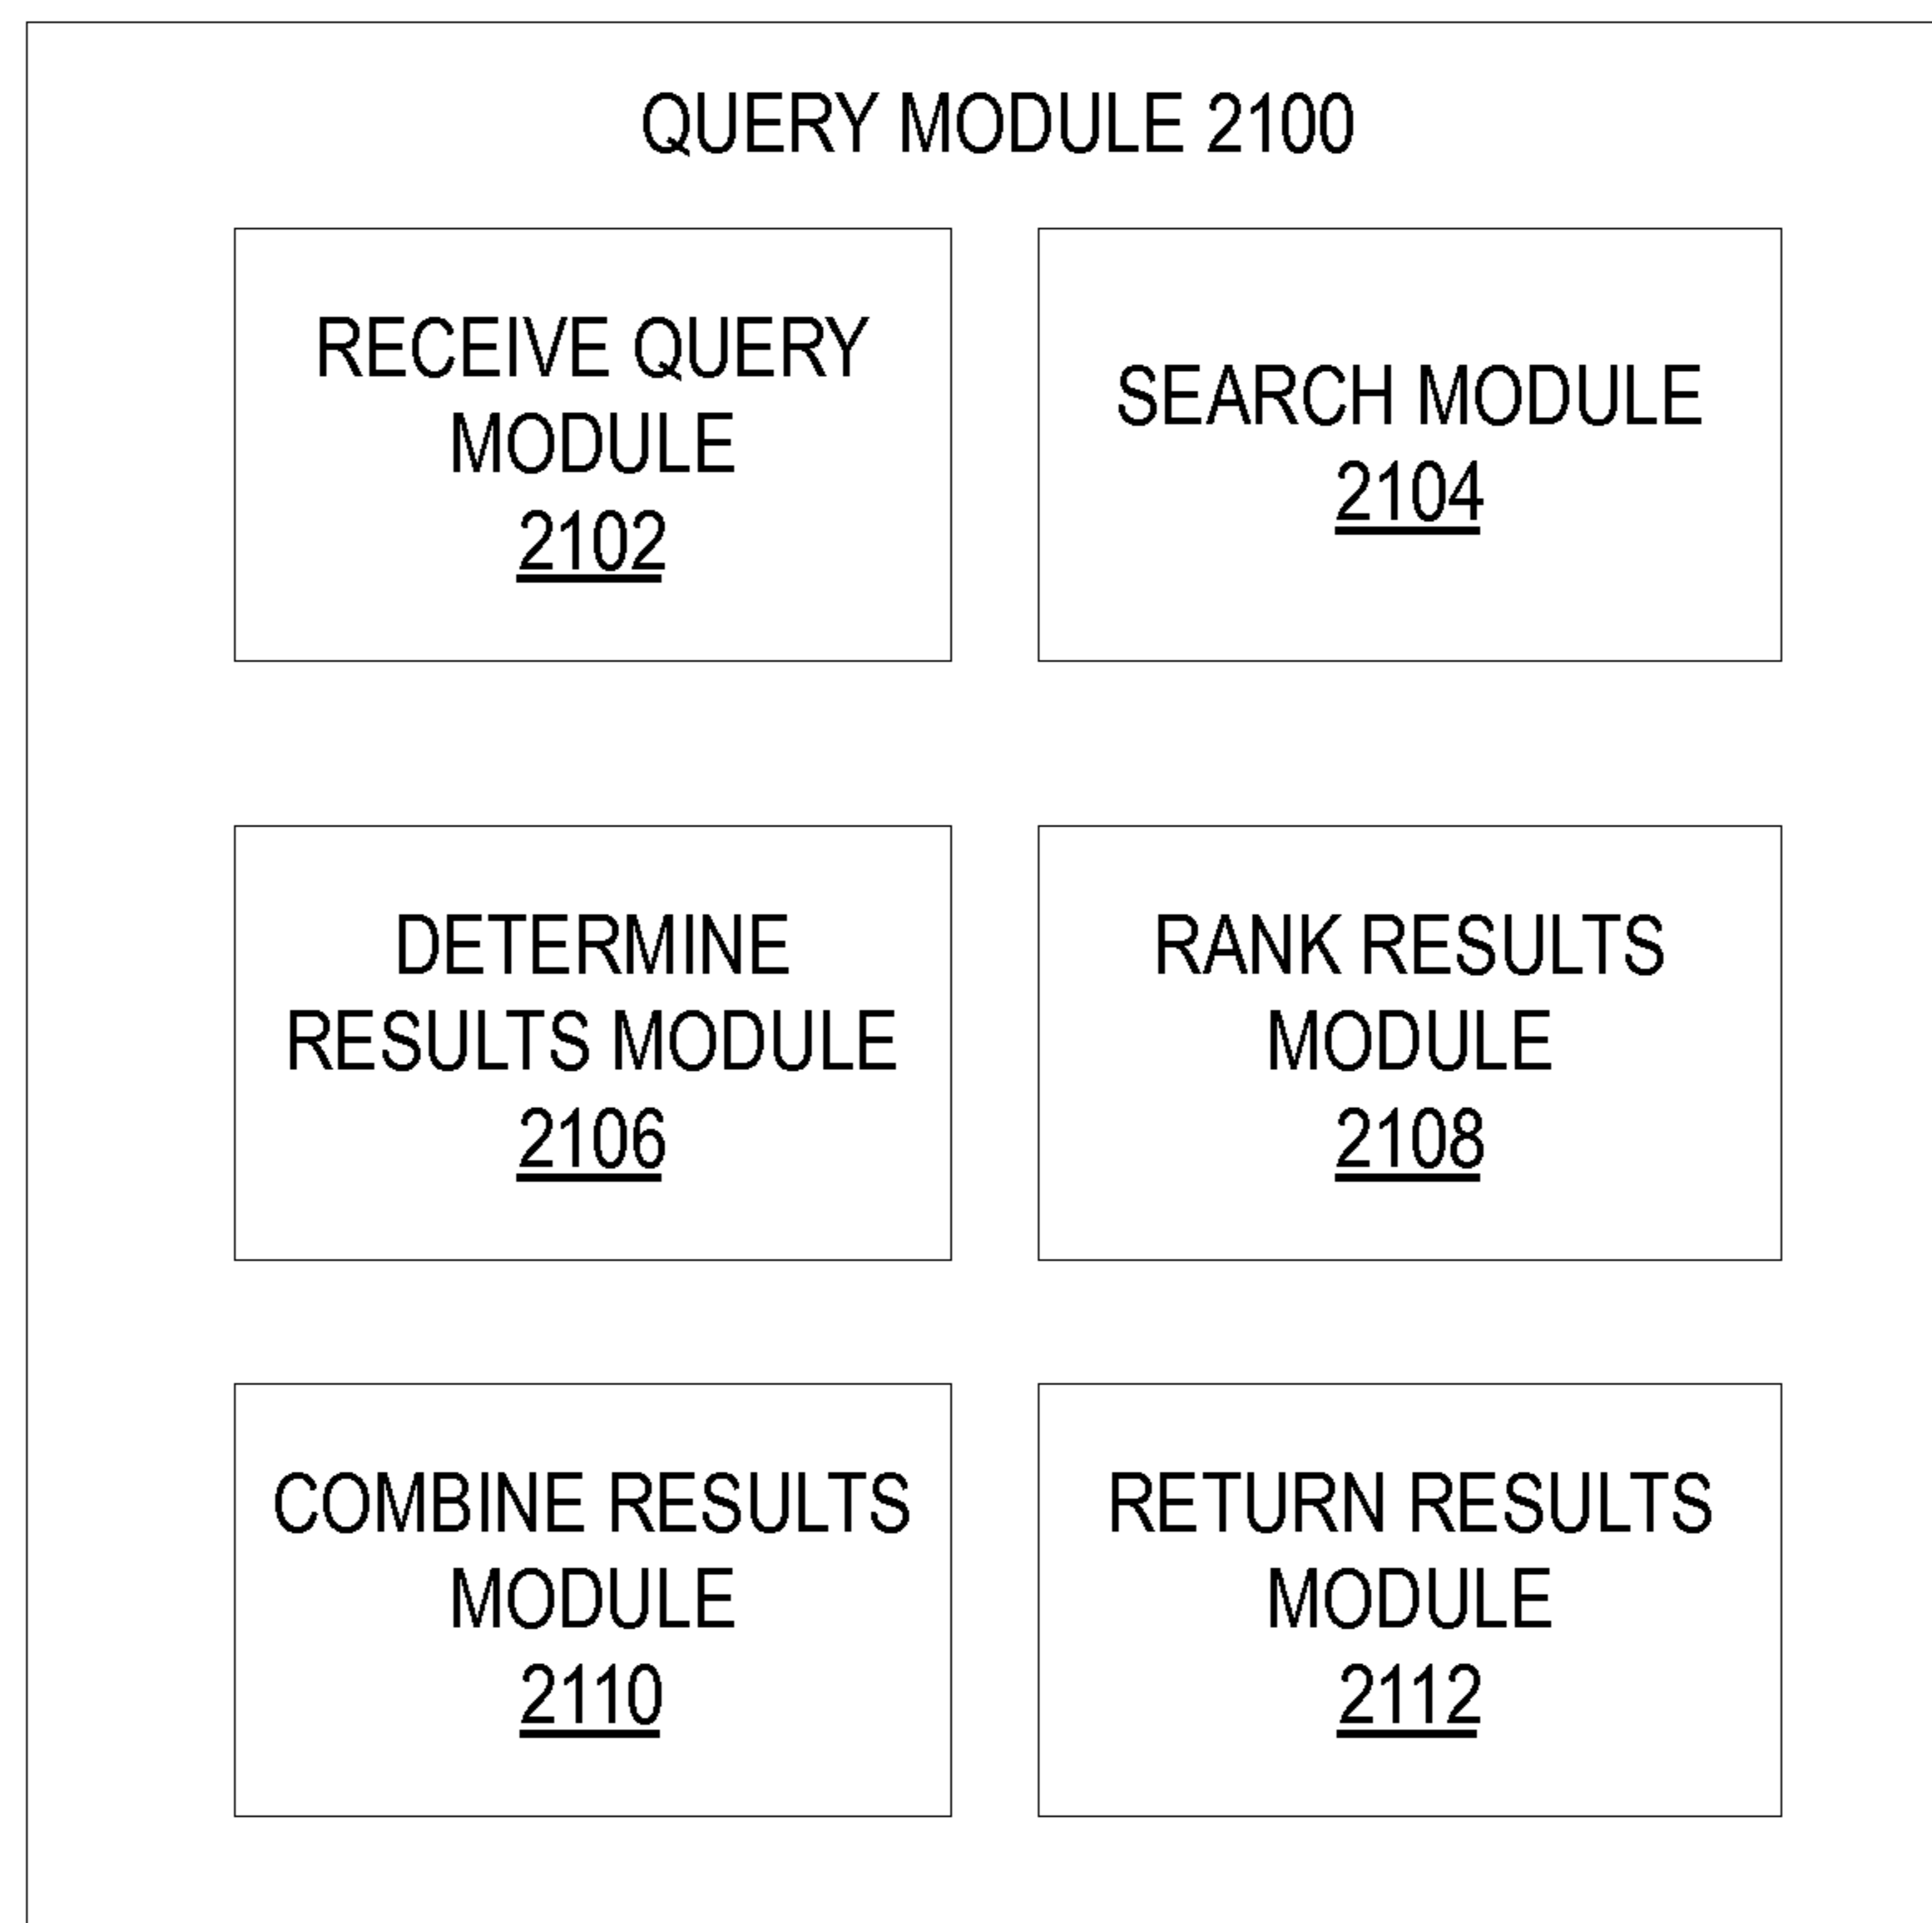 QUERY MODULE 2100
RECEIVE QUERY
MODULE
2102
SEARCH MODULE
2104
DETERMINE
RESULTS MODULE
2106
RANK RESULTS
MODULE
2108
COMBINE RESULTS
MODULE
2110
RETURN RESULTS
MODULE
2112